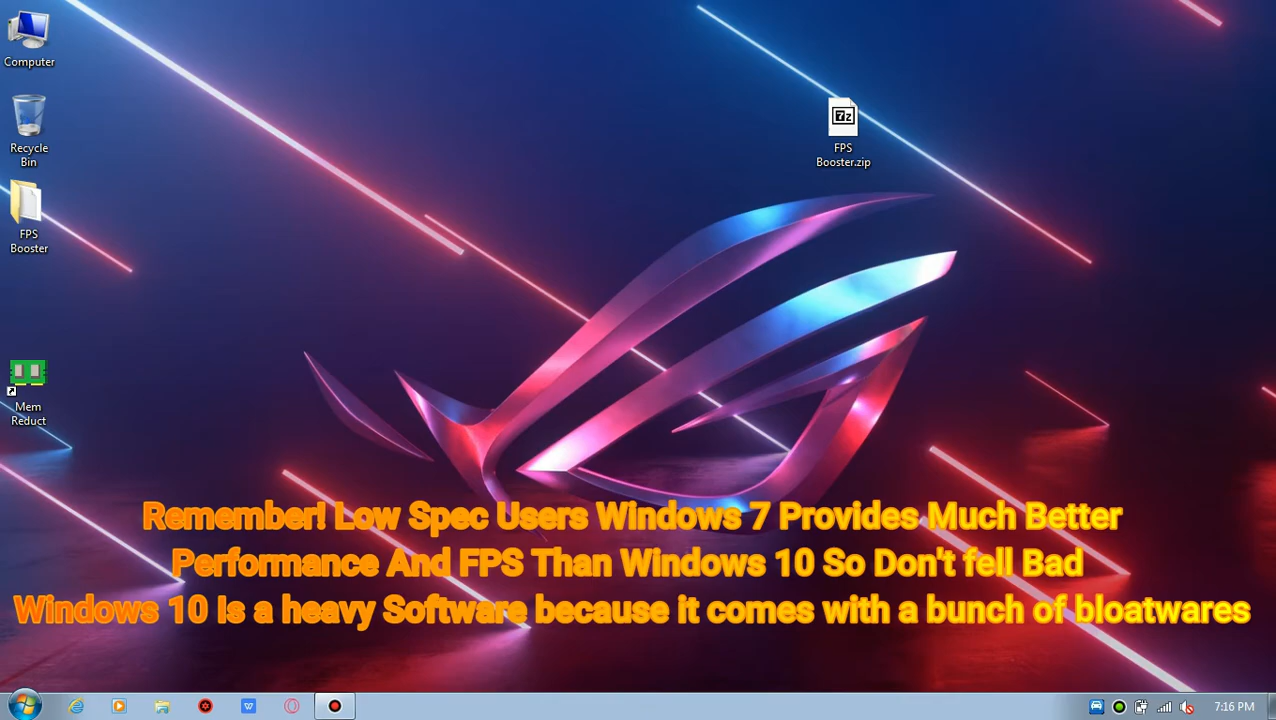 Computer
Recycle
Bin
FPS
Booster
Mem
Reduct
7z
FPS
Booster.zip
Remember! Low Spec Users Windows 7 Provides Much Better
Performance And FPS Than Windows 10 So Don't fell Bad
Windows 10 Is a heavy Software because it comes with a bunch of bloatwares
W
7:16 PM